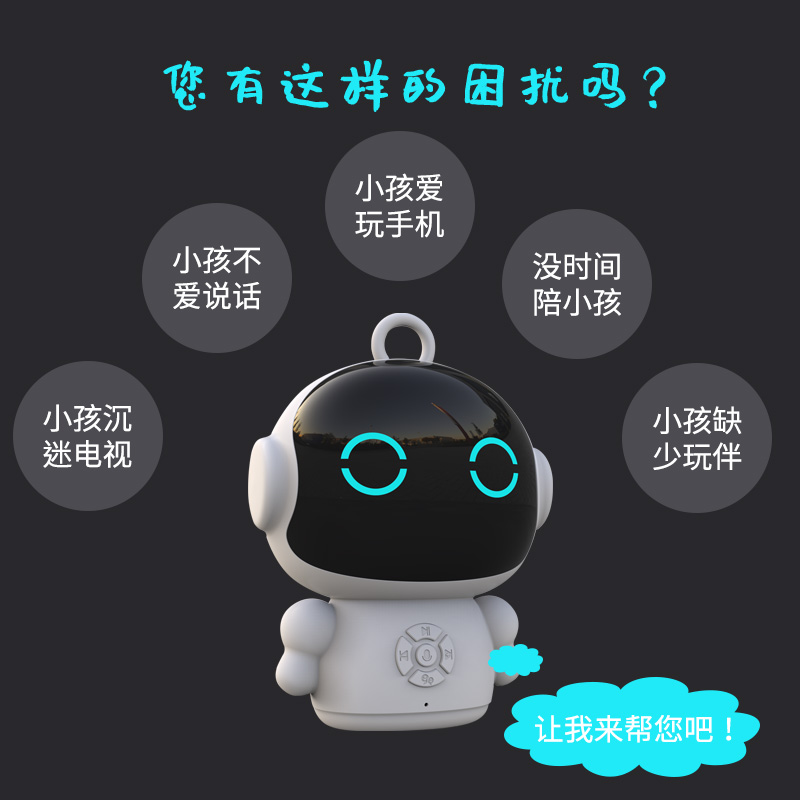 您有这样的困扰吗？
小孩爱
玩手机
小孩不
爱说话
没时间
陪小孩
小孩沉
迷电视
小孩缺
少玩伴
让我来帮您吧！